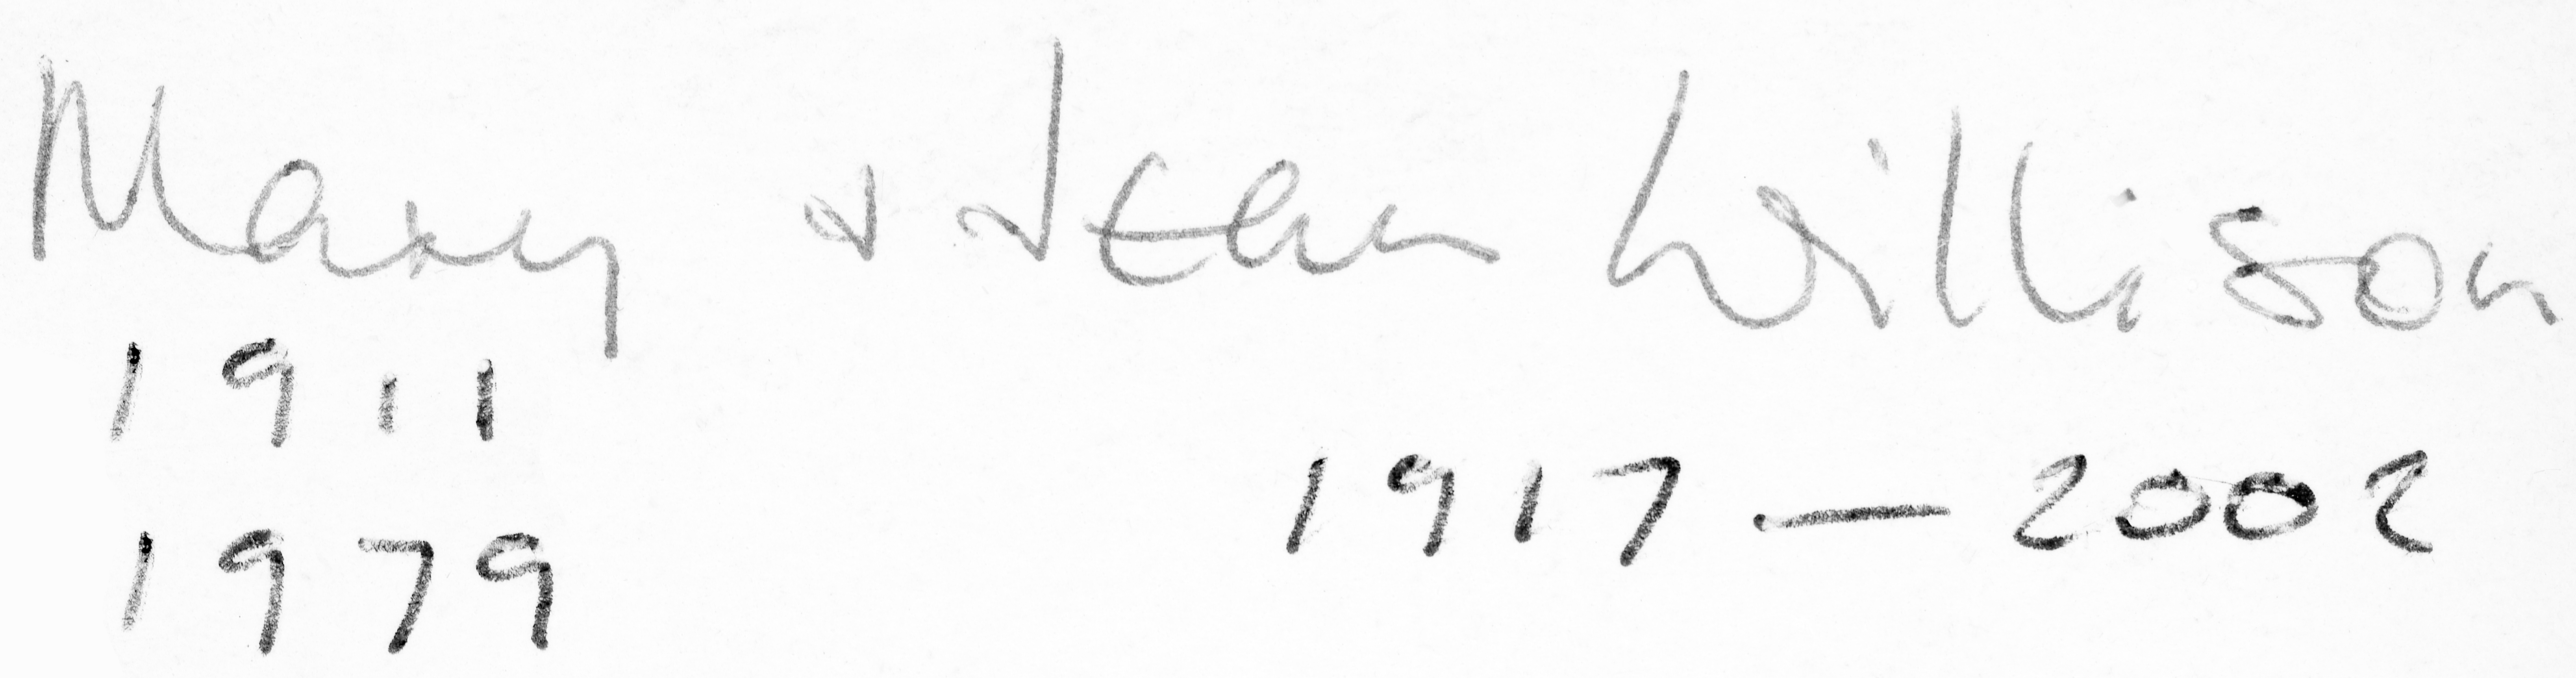 Mary + Jean Willison
1911
1917 — 2002
1979